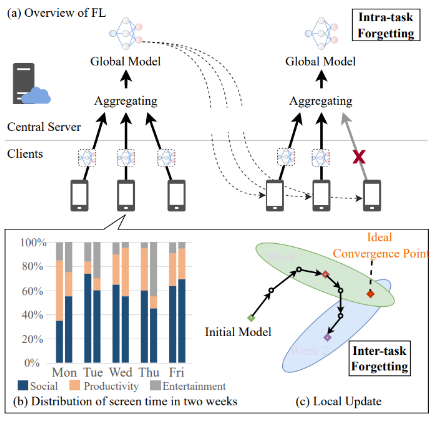 (a) Overview of FL
Intra-task
Forgetting
Global Model
Global Model
Aggregating
Aggregating
Central Server
Clients
100%
80%
60%
40%
20%
0%
Mon Tue Wed Thu Fri
Social Productivity Entertainment
(b) Distribution of screen time in two weeks
Ideal
Convergence Point
Initial Model
Week 2
Inter-task
Forgetting
(c) Local Update